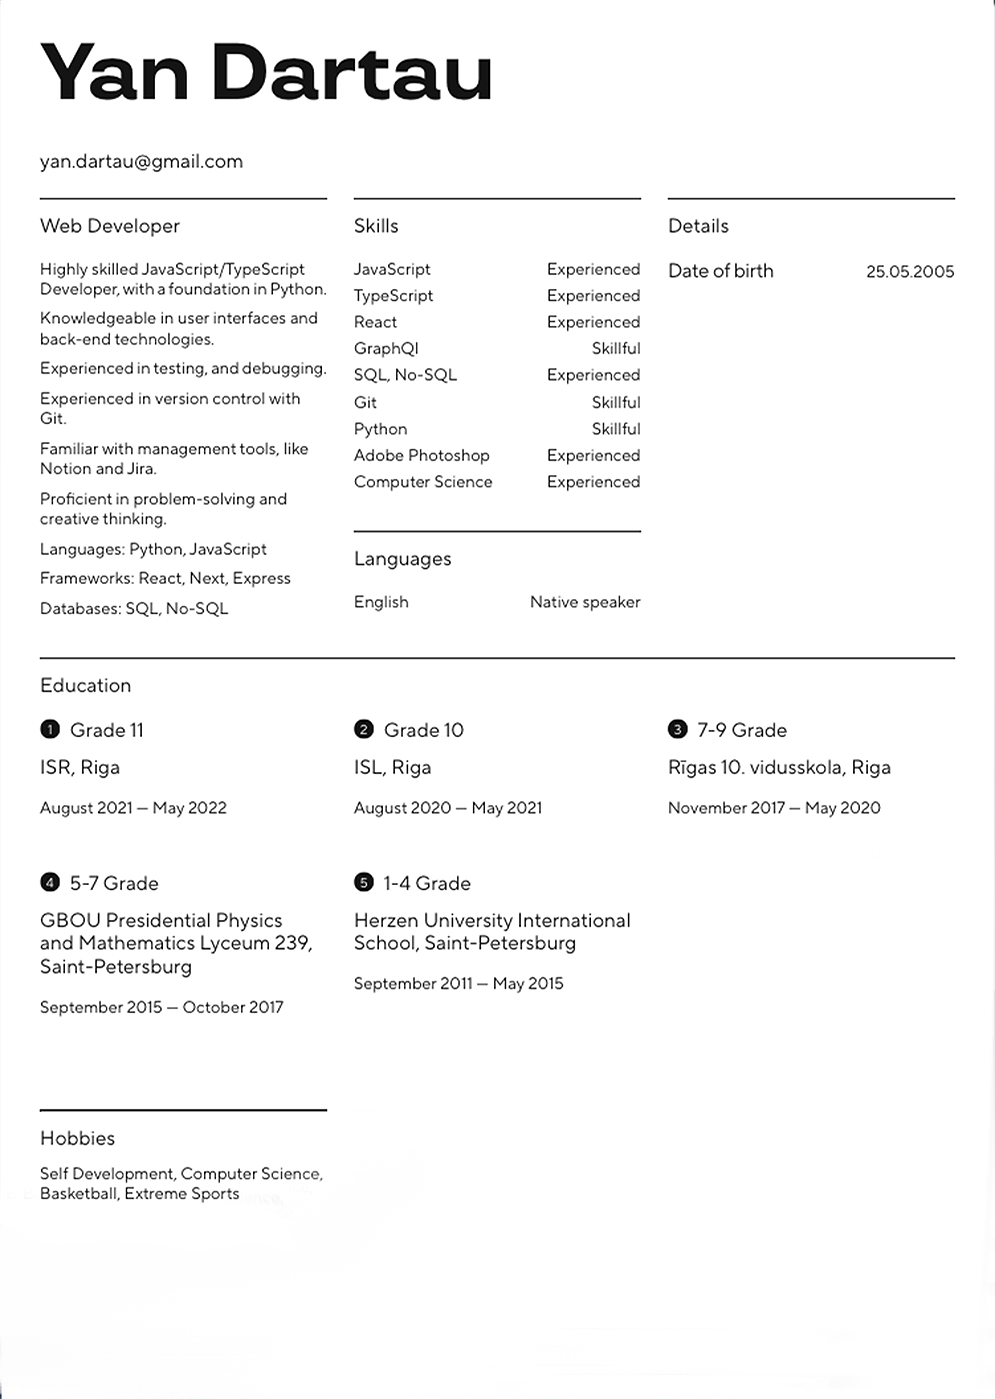 Yan Dartau
yan.dartau@gmail.com
Web Developer
Highly skilled JavaScript/TypeScript
Developer, with a foundation in Python.
Knowledgeable in user interfaces and
back-end technologies.
Experienced in testing, and debugging.
Experienced in version control with
Git.
Familiar with management tools, like
Notion and Jira.
Proficient in problem-solving and
creative thinking.
Languages: Python, JavaScript
Frameworks: React, Next, Express
Databases: SQL, No-SQL
Skills
JavaScript Experienced
TypeScript Experienced
React Experienced
GraphQl Skillful
SQL, No-SQL Experienced
Git Skillful
Python Skillful
Adobe Photoshop Experienced
Computer Science Experienced
Languages
English Native speaker
Details
Date of birth 25.05.2005
Education
1 Grade 11
ISR, Riga
August 2021 — May 2022
2 Grade 10
ISL, Riga
August 2020 — May 2021
3 7-9 Grade
Rīgas 10. vidusskola, Riga
November 2017 — May 2020
4 5-7 Grade
GBOU Presidential Physics
and Mathematics Lyceum 239,
Saint-Petersburg
September 2015 — October 2017
5 1-4 Grade
Herzen University International
School, Saint-Petersburg
September 2011 — May 2015
Hobbies
Self Development, Computer Science,
Basketball, Extreme Sports